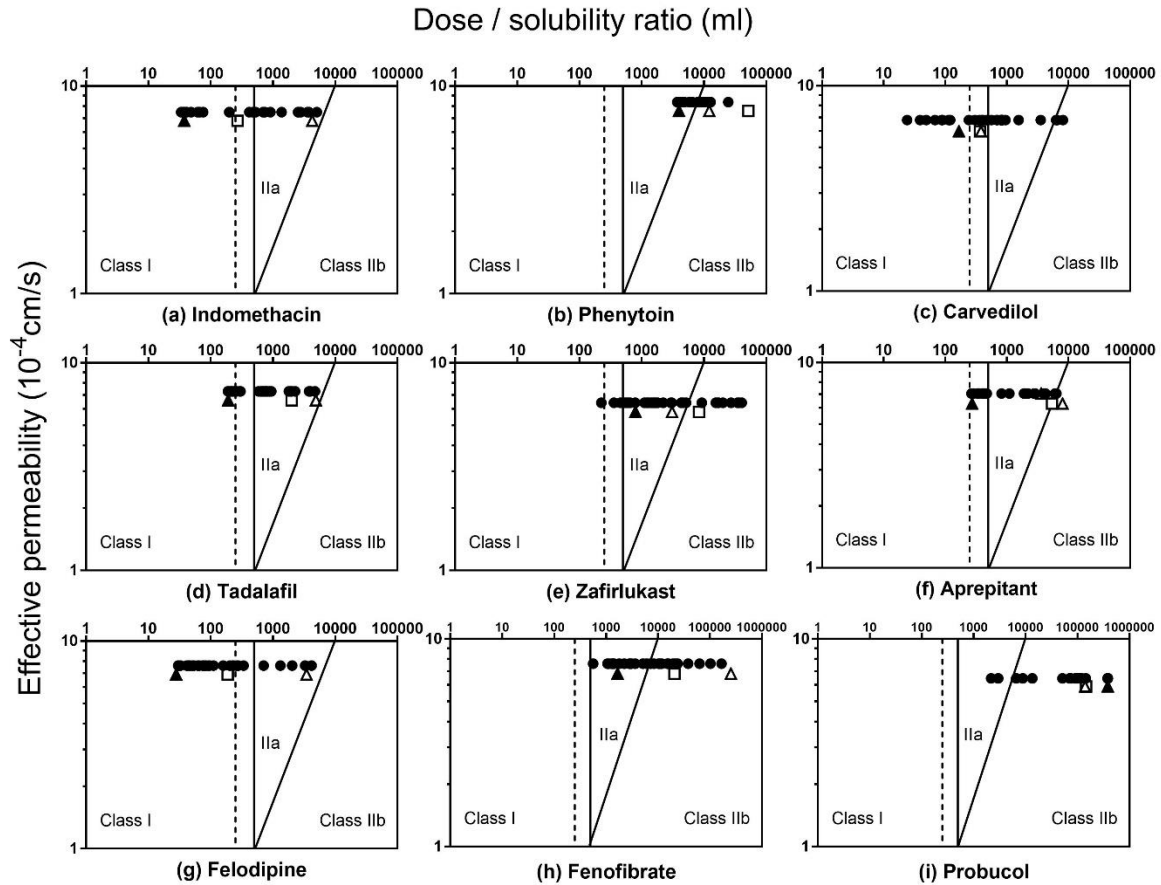 Dose / solubility ratio (ml)
Effective permeability (10⁻⁴cm/s)
1 10 100 1000 10000 100000
10
1
IIa
Class I
Class IIb
(a) Indomethacin
1 10 100 1000 10000 100000
10
1
IIa
Class I
Class IIb
(b) Phenytoin
1 10 100 1000 10000 100000
10
1
IIa
Class I
Class IIb
(c) Carvedilol
1 10 100 1000 10000 100000
10
1
IIa
Class I
Class IIb
(d) Tadalafil
1 10 100 1000 10000 100000
10
1
IIa
Class I
Class IIb
(e) Zafirlukast
1 10 100 1000 10000 100000
10
1
IIa
Class I
Class IIb
(f) Aprepitant
1 10 100 1000 10000 100000
10
1
IIa
Class I
Class IIb
(g) Felodipine
1 10 100 1000 10000 100000 1000000
10
1
IIa
Class I
Class IIb
(h) Fenofibrate
1 10 100 1000 10000 100000 1000000
10
1
IIa
Class I
Class IIb
(i) Probucol